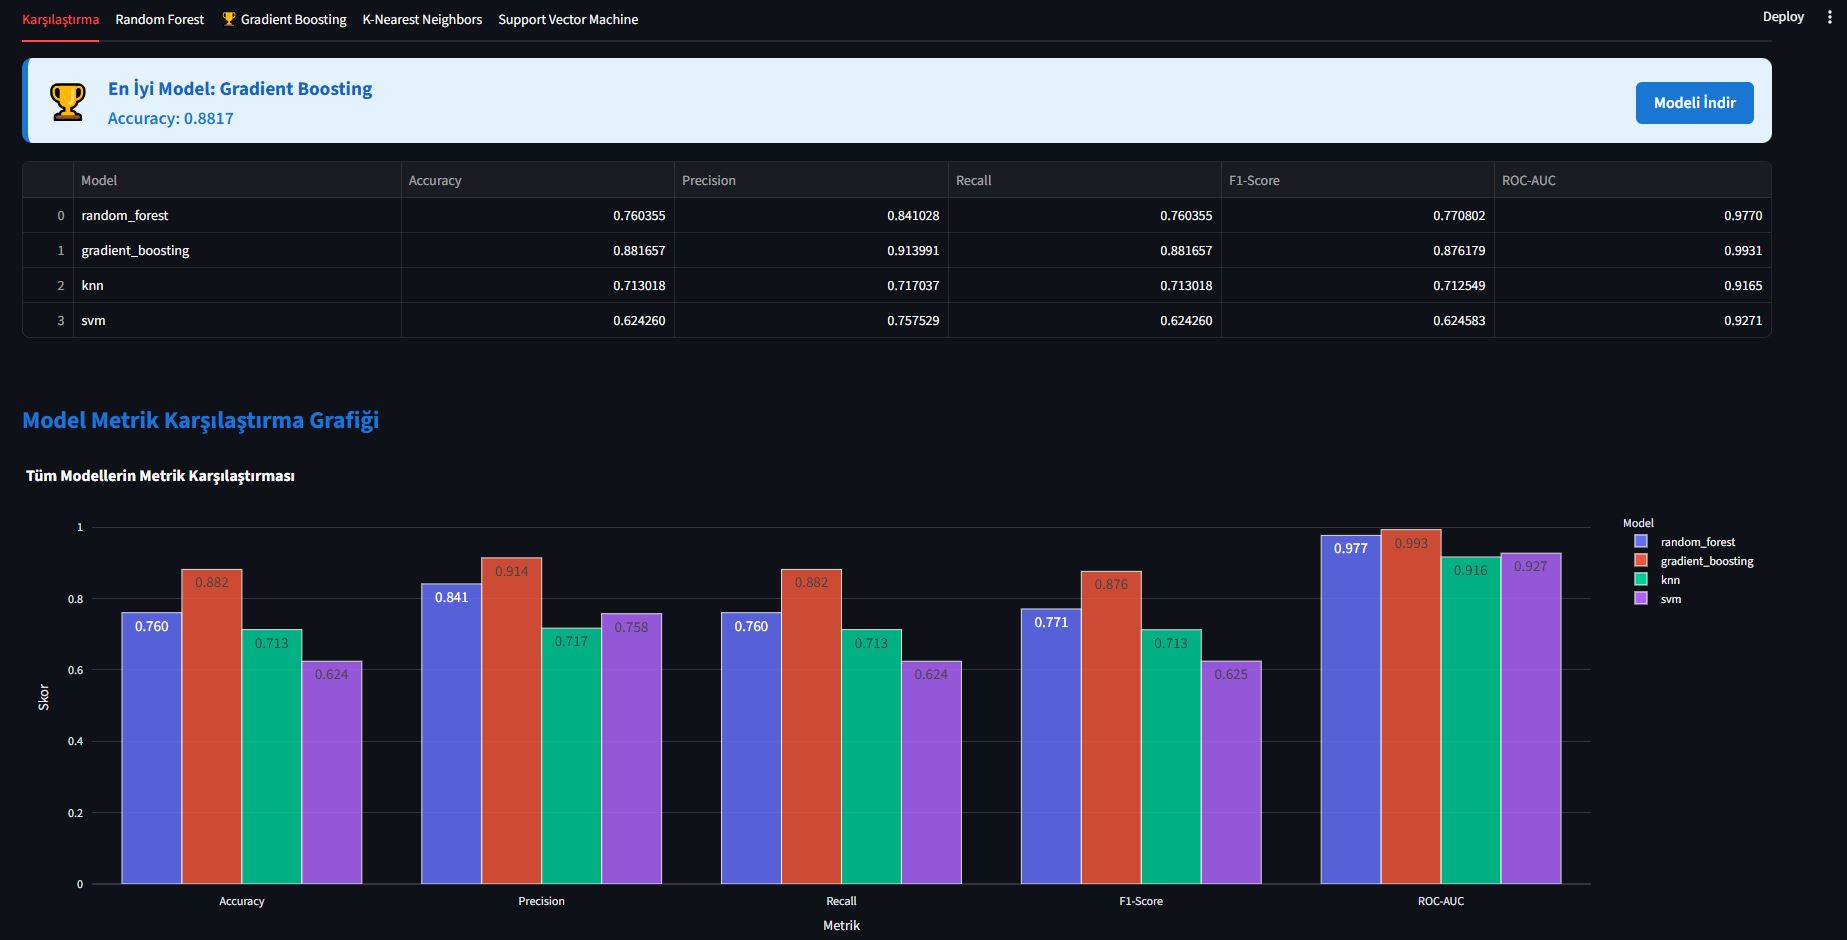 Karşılaştırma Random Forest 🏆 Gradient Boosting K-Nearest Neighbors Support Vector Machine Deploy
En İyi Model: Gradient Boosting
Accuracy: 0.8817
Modeli İndir
Model Accuracy Precision Recall F1-Score ROC-AUC
0 random_forest 0.760355 0.841028 0.760355 0.770802 0.9770
1 gradient_boosting 0.881657 0.913991 0.881657 0.876179 0.9931
2 knn 0.713018 0.717037 0.713018 0.712549 0.9165
3 svm 0.624260 0.757529 0.624260 0.624583 0.9271
Model Metrik Karşılaştırma Grafiği
Tüm Modellerin Metrik Karşılaştırması
Skor
1
0.8
0.6
0.4
0.2
0
0.760 0.882 0.713 0.624
0.841 0.914 0.717 0.758
0.760 0.882 0.713 0.624
0.771 0.876 0.713 0.625
0.977 0.993 0.916 0.927
Accuracy Precision Recall F1-Score ROC-AUC
Metrik
Model
random_forest
gradient_boosting
knn
svm